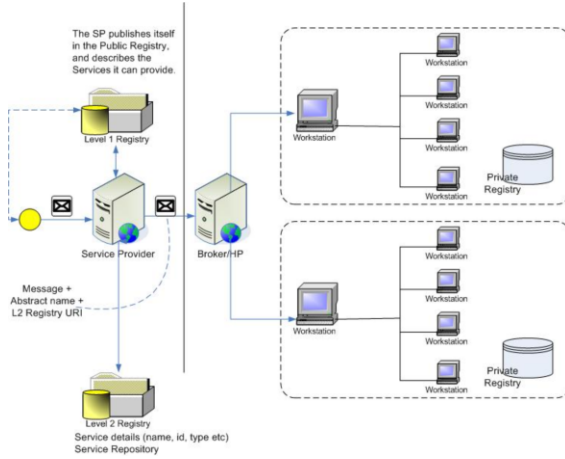 The SP publishes itself
in the Public Registry,
and describes the
Services it can provide.
Level 1 Registry
Service Provider
Broker/HP
Message +
Abstract name +
L2 Registry URI
Level 2 Registry
Service details (name, id, type etc)
Service Repository
Workstation
Workstation
Workstation
Workstation
Workstation
Private
Registry
Workstation
Workstation
Workstation
Workstation
Workstation
Private
Registry